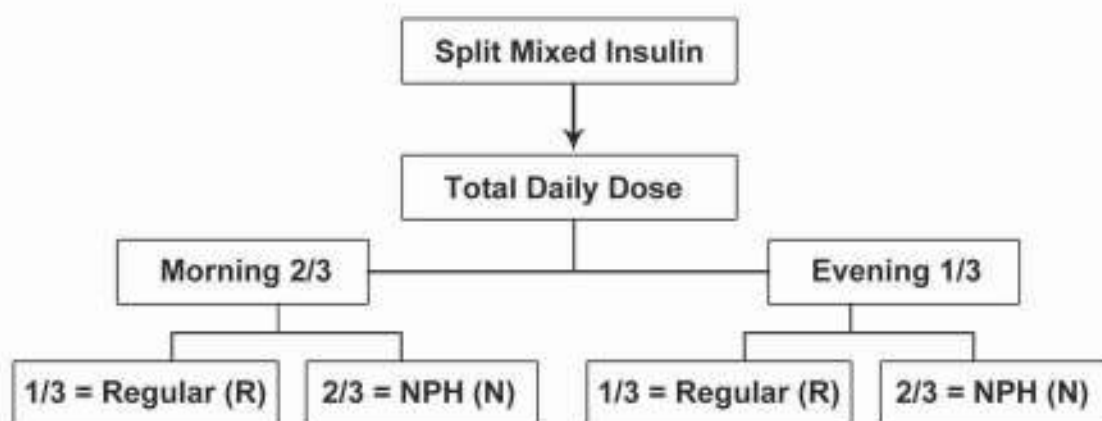 Split Mixed Insulin
Total Daily Dose
Morning 2/3
Evening 1/3
1/3 = Regular (R)
2/3 = NPH (N)
1/3 = Regular (R)
2/3 = NPH (N)